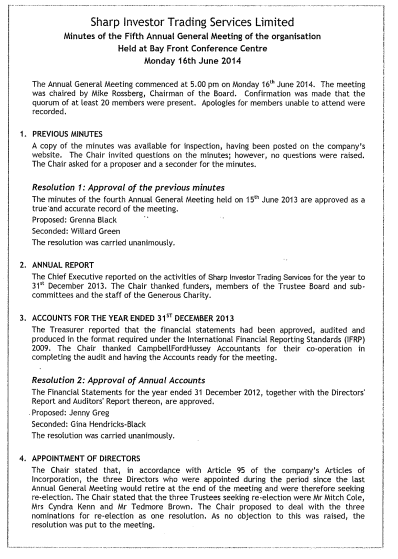 Sharp Investor Trading Services Limited
Minutes of the Fifth Annual General Meeting of the organisation
Held at Bay Front Conference Centre
Monday 16th June 2014
The Annual General Meeting commenced at 5.00 pm on Monday 16th June 2014. The meeting
was chaired by Mike Rossberg, Chairman of the Board. Confirmation was made that the
quorum of at least 20 members were present. Apologies for members unable to attend were
recorded.
1. PREVIOUS MINUTES
A copy of the minutes was available for inspection, having been posted on the company's
website. The Chair invited questions on the minutes; however, no questions were raised.
The Chair asked for a proposer and a seconder for the minutes.
Resolution 1: Approval of the previous minutes
The minutes of the fourth Annual General Meeting held on 15th June 2013 are approved as a
true and accurate record of the meeting.
Proposed: Grenna Black
Seconded: Willard Green
The resolution was carried unanimously.
2. ANNUAL REPORT
The Chief Executive reported on the activities of Sharp Investor Trading Services for the year to
31st December 2013. The Chair thanked funders, members of the Trustee Board and sub-
committees and the staff of the Generous Charity.
3. ACCOUNTS FOR THE YEAR ENDED 31ST DECEMBER 2013
The Treasurer reported that the financial statements had been approved, audited and
produced in the format required under the International Financial Reporting Standards (IFRP)
2009. The Chair thanked CampbellFordHussey Accountants for their co-operation in
completing the audit and having the Accounts ready for the meeting.
Resolution 2: Approval of Annual Accounts
The Financial Statements for the year ended 31 December 2012, together with the Directors'
Report and Auditors' Report thereon, are approved.
Proposed: Jenny Greg
Seconded: Gina Hendricks-Black
The resolution was carried unanimously.
4. APPOINTMENT OF DIRECTORS
The Chair stated that, in accordance with Article 95 of the company's Articles of
Incorporation, the three Directors who were appointed during the period since the last
Annual General Meeting would retire at the end of the meeting and were therefore seeking
re-election. The Chair stated that the three Trustees seeking re-election were Mr Mitch Cole,
Mrs Cyndra Kenn and Mr Tedmore Brown. The Chair proposed to deal with the three
nominations for re-election as one resolution. As no objection to this was raised, the
resolution was put to the meeting.